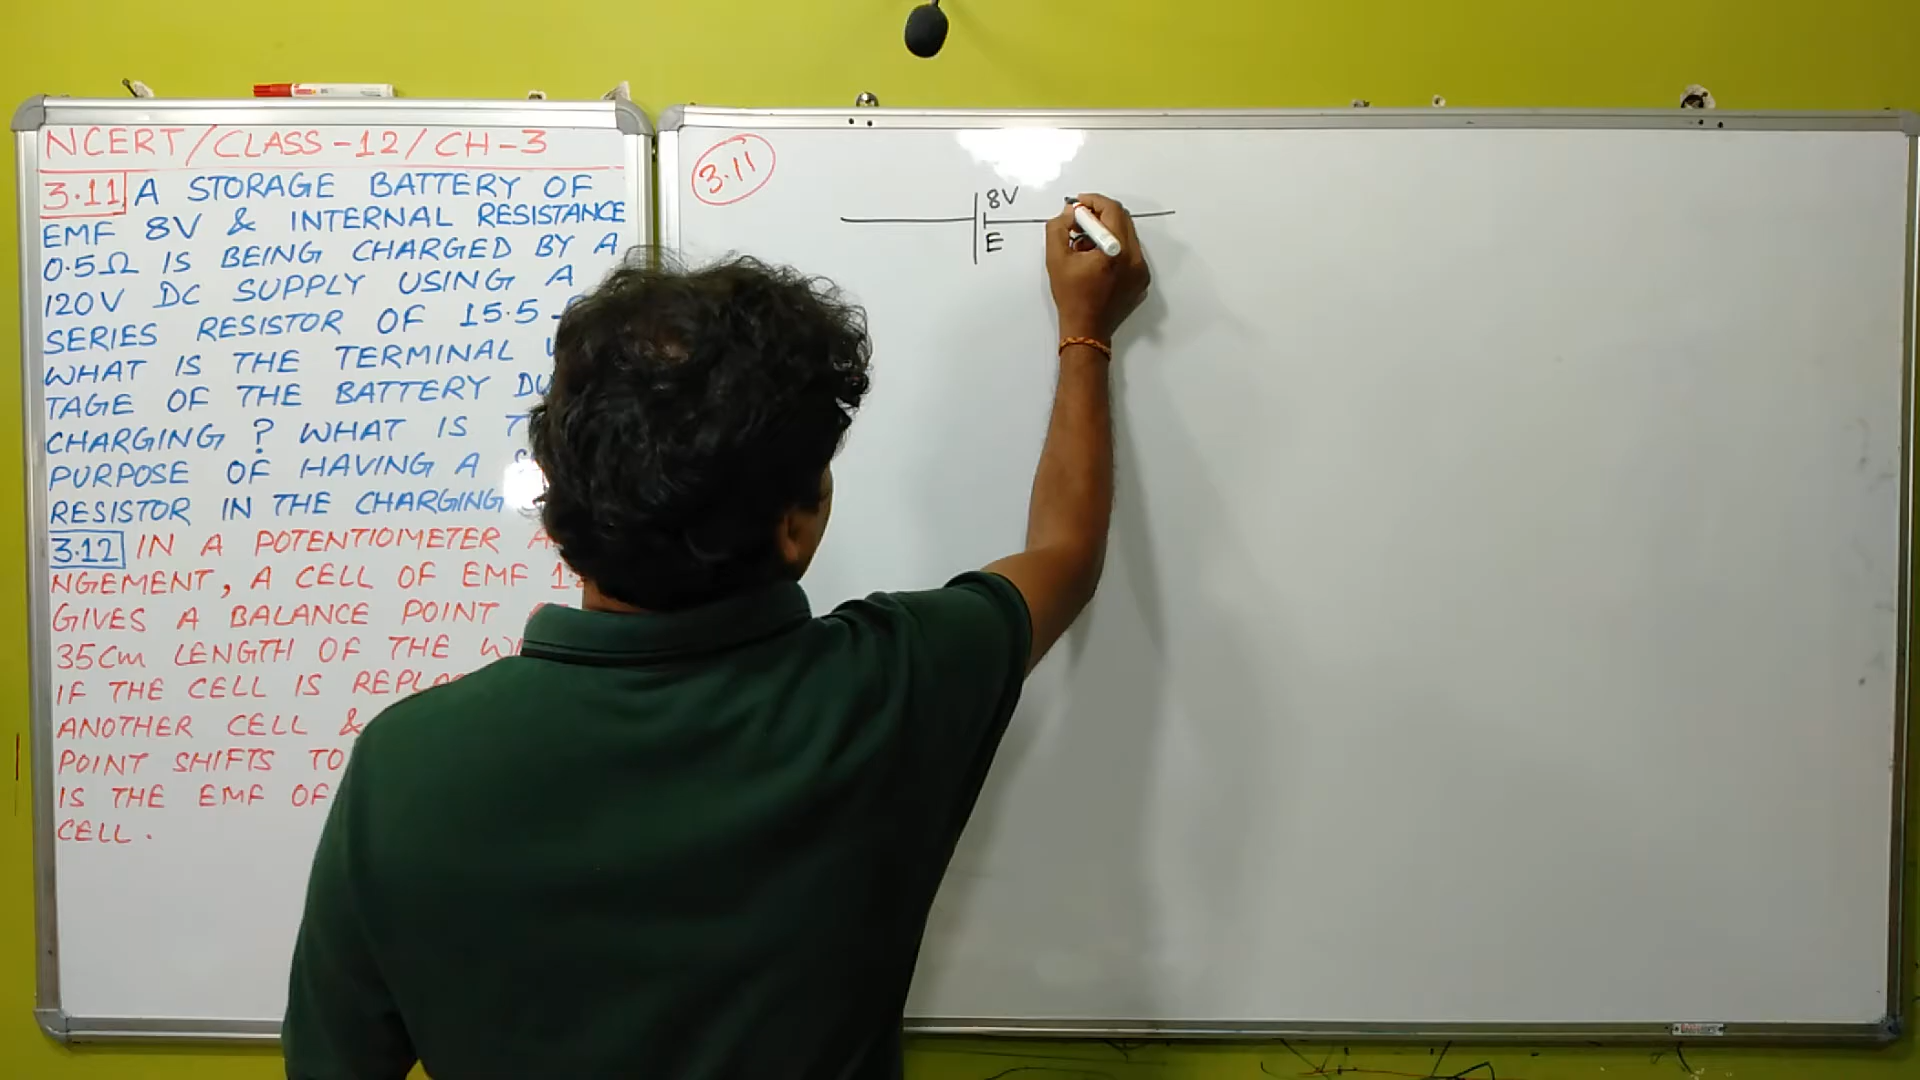 NCERT/CLASS-12/CH-3
3.11 A STORAGE BATTERY OF
EMF 8V & INTERNAL RESISTANCE
0.5Ω IS BEING CHARGED BY A
120V DC SUPPLY USING A
SERIES RESISTOR OF 15.5
WHAT IS THE TERMINAL
TAGE OF THE BATTERY
CHARGING ? WHAT IS
PURPOSE OF HAVING A
RESISTOR IN THE CHARGING
3.12 IN A POTENTIOMETER
NGEMENT, A CELL OF EMF
GIVES A BALANCE POINT
35Cm LENGTH OF THE
IF THE CELL IS
ANOTHER CELL &
POINT SHIFTS TO
IS THE EMF OF
CELL.
3.11
8V
E